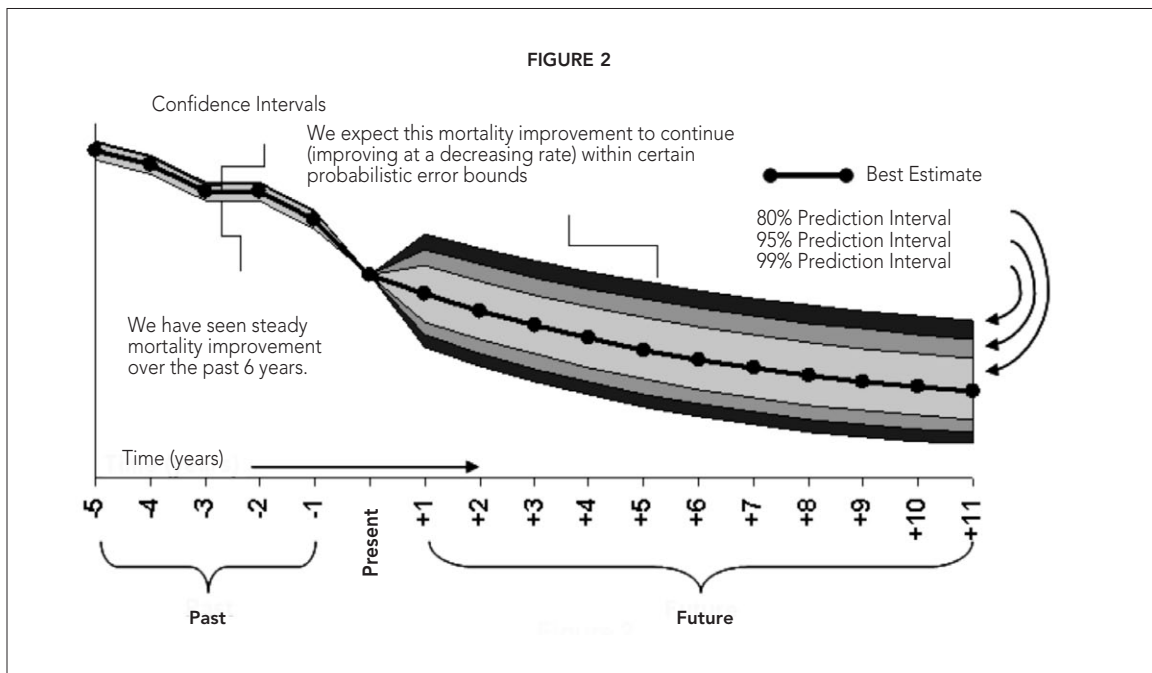 FIGURE 2
Confidence Intervals
We expect this mortality improvement to continue
(improving at a decreasing rate) within certain
probabilistic error bounds
Best Estimate
80% Prediction Interval
95% Prediction Interval
99% Prediction Interval
We have seen steady
mortality improvement
over the past 6 years.
Time (years)
-5
-4
-3
-2
-1
Present
+1
+2
+3
+4
+5
+6
+7
+8
+9
+10
+11
Past
Future